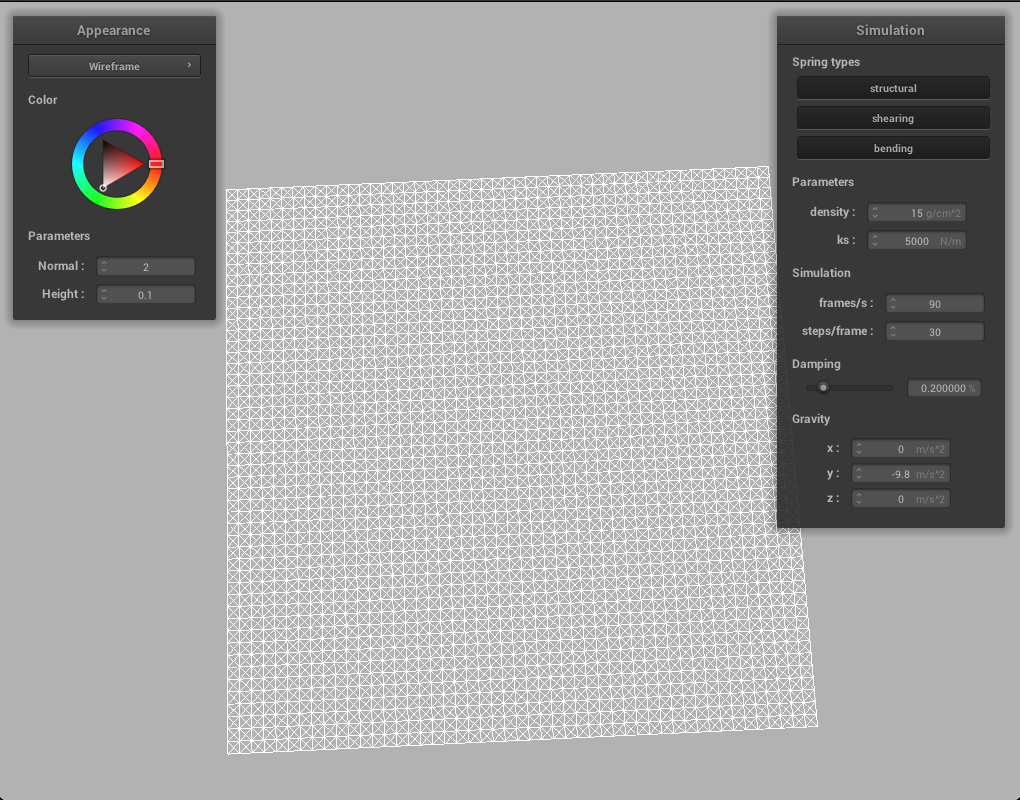 Appearance
Wireframe
Color
Parameters
Normal : 2
Height : 0.1
Simulation
Spring types
structural
shearing
bending
Parameters
density : 15 g/cm^2
ks : 5000 N/m
Simulation
frames/s : 90
steps/frame : 30
Damping
0.200000 %
Gravity
x : 0 m/s^2
y : -9.8 m/s^2
z : 0 m/s^2